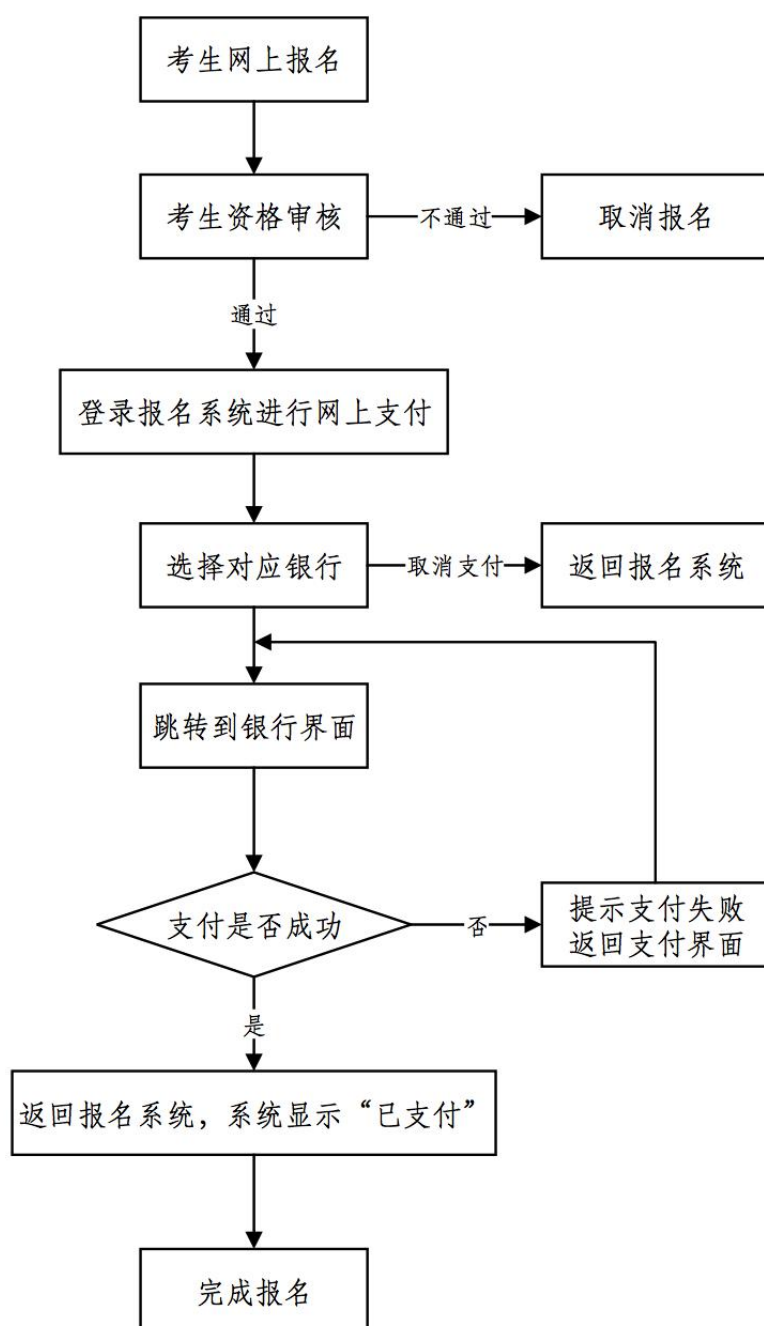 考生网上报名
考生资格审核
不通过
取消报名
通过
登录报名系统进行网上支付
选择对应银行
取消支付
返回报名系统
跳转到银行界面
支付是否成功
否
提示支付失败
返回支付界面
是
返回报名系统，系统显示“已支付”
完成报名